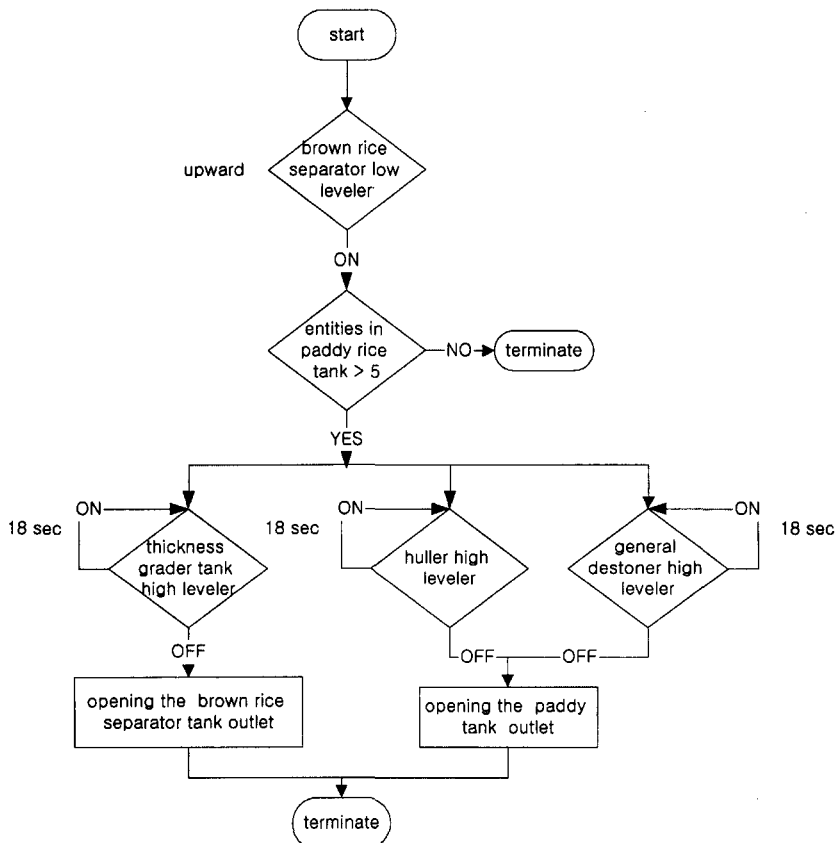 start
upward
brown rice
separator low
leveler
ON
entities in
paddy rice
tank > 5
NO
terminate
YES
ON
18 sec
thickness
grader tank
high leveler
ON
18 sec
huller high
leveler
ON
18 sec
general
destoner high
leveler
OFF
OFF
OFF
opening the brown rice
separator tank outlet
opening the paddy
tank outlet
terminate